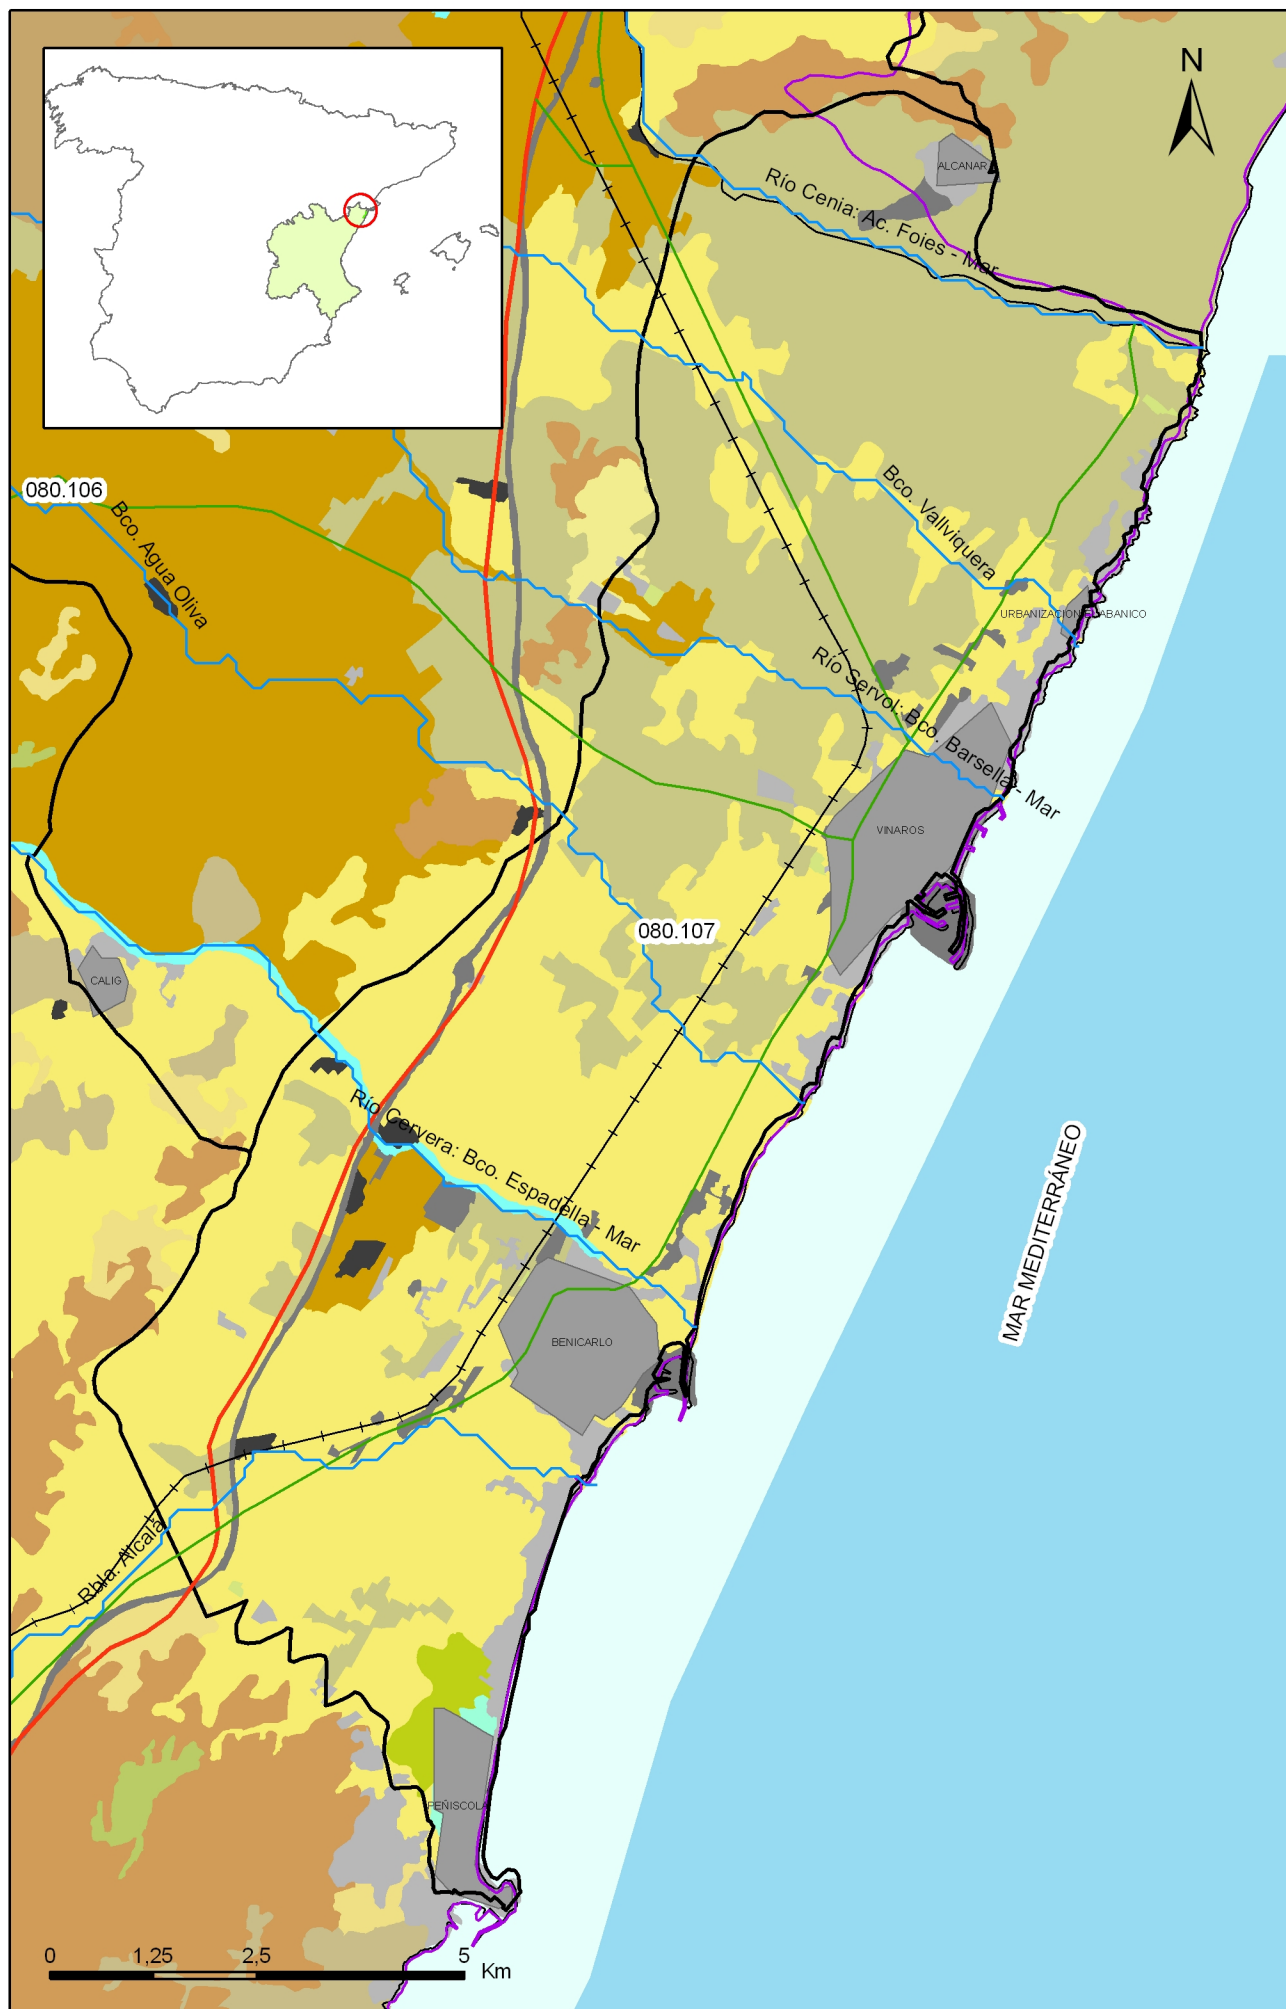 N
ALCANAR
Río Cenia: Ac. Foies - Mar
080.106
Bco. Agua Oliva
Bco. Vallviquera
URBANIZACION EL ABANICO
Río Servol: Bco. Barsella - Mar
VINAROS
080.107
CALIG
Río Cervera: Bco. Espadella - Mar
MAR MEDITERRÁNEO
BENICARLO
Rbla. Alcalá
PEÑISCOLA
0 1,25 2,5 5 Km